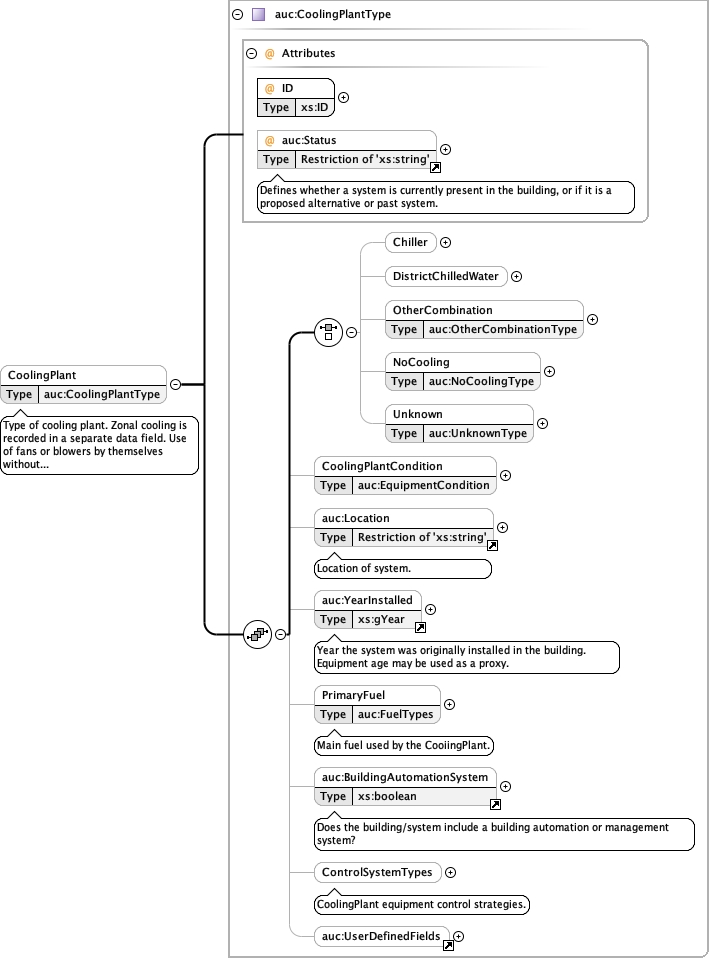 auc:CoolingPlantType
@ Attributes
@ ID
Type xs:ID
@ auc:Status
Type Restriction of 'xs:string'
Defines whether a system is currently present in the building, or if it is a
proposed alternative or past system.
Chiller
DistrictChilledWater
OtherCombination
Type auc:OtherCombinationType
NoCooling
Type auc:NoCoolingType
Unknown
Type auc:UnknownType
CoolingPlant
Type auc:CoolingPlantType
Type of cooling plant. Zonal cooling is
recorded in a separate data field. Use
of fans or blowers by themselves
without...
CoolingPlantCondition
Type auc:EquipmentCondition
auc:Location
Type Restriction of 'xs:string'
Location of system.
auc:YearInstalled
Type xs:gYear
Year the system was originally installed in the building.
Equipment age may be used as a proxy.
PrimaryFuel
Type auc:FuelTypes
Main fuel used by the CooiingPlant.
auc:BuildingAutomationSystem
Type xs:boolean
Does the building/system include a building automation or management
system?
ControlSystemTypes
CoolingPlant equipment control strategies.
auc:UserDefinedFields